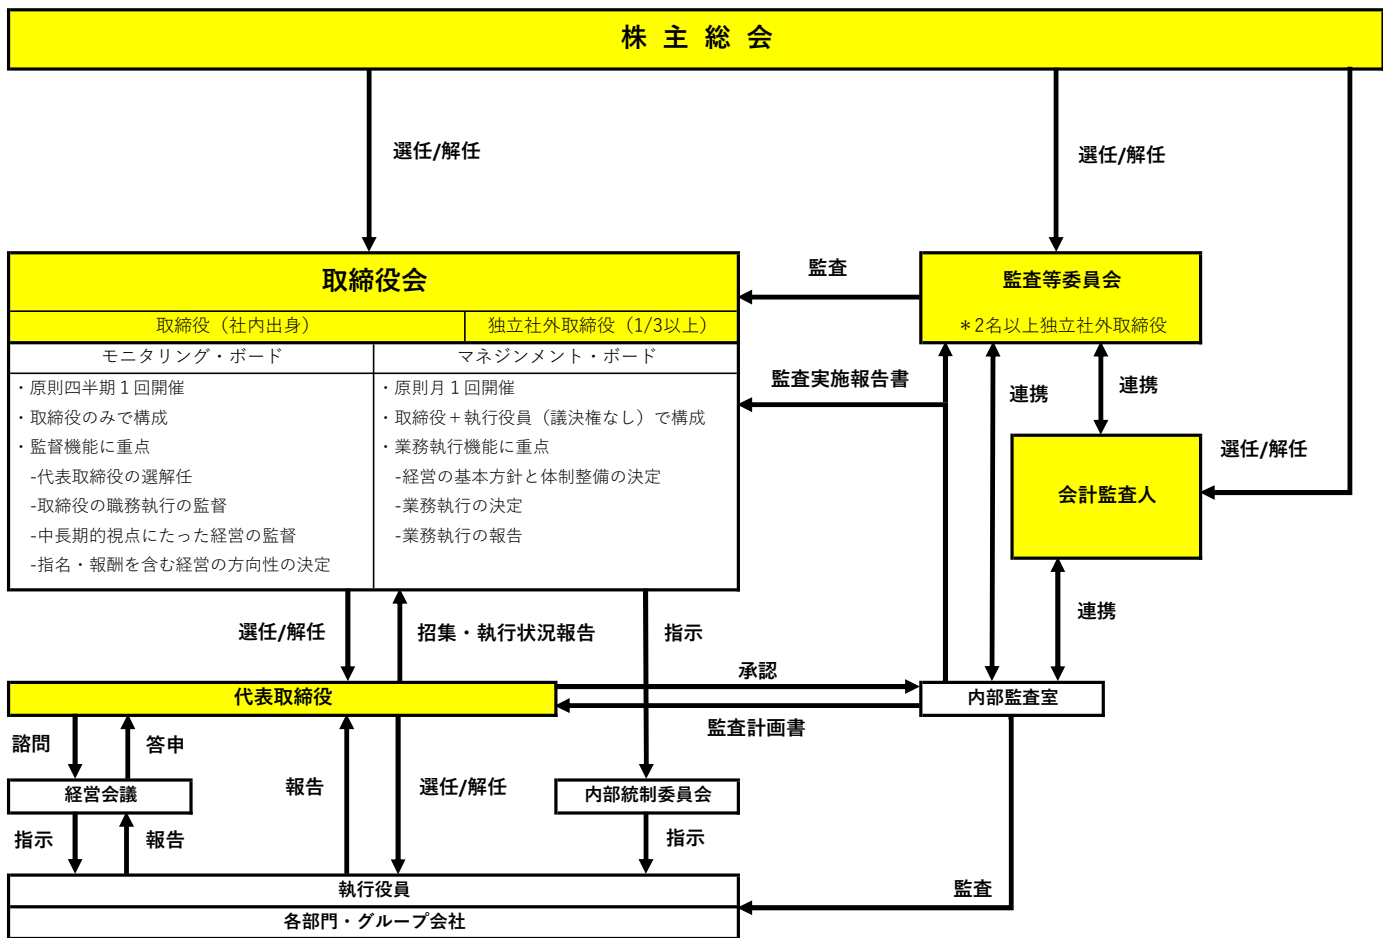 株 主 総 会
選任/解任
選任/解任
取締役会
取締役（社内出身）
独立社外取締役（1/3以上）
モニタリング・ボード
マネジンメント・ボード
・原則四半期１回開催
・取締役のみで構成
・監督機能に重点
-代表取締役の選解任
-取締役の職務執行の監督
-中長期的視点にたった経営の監督
-指名・報酬を含む経営の方向性の決定
・原則月１回開催
・取締役＋執行役員（議決権なし）で構成
・業務執行機能に重点
-経営の基本方針と体制整備の決定
-業務執行の決定
-業務執行の報告
監査
監査等委員会
＊2名以上独立社外取締役
監査実施報告書
連携
連携
選任/解任
会計監査人
連携
選任/解任
招集・執行状況報告
指示
代表取締役
承認
監査計画書
内部監査室
諮問
答申
経営会議
報告
選任/解任
内部統制委員会
指示
報告
指示
執行役員
各部門・グループ会社
監査